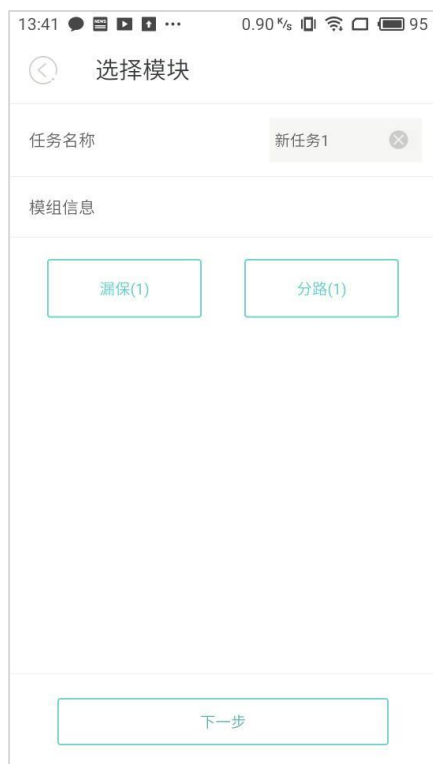 13:41 NEWS ··· 0.90 K/s 95
选择模块
任务名称 新任务1
模组信息
漏保(1) 分路(1)
下一步